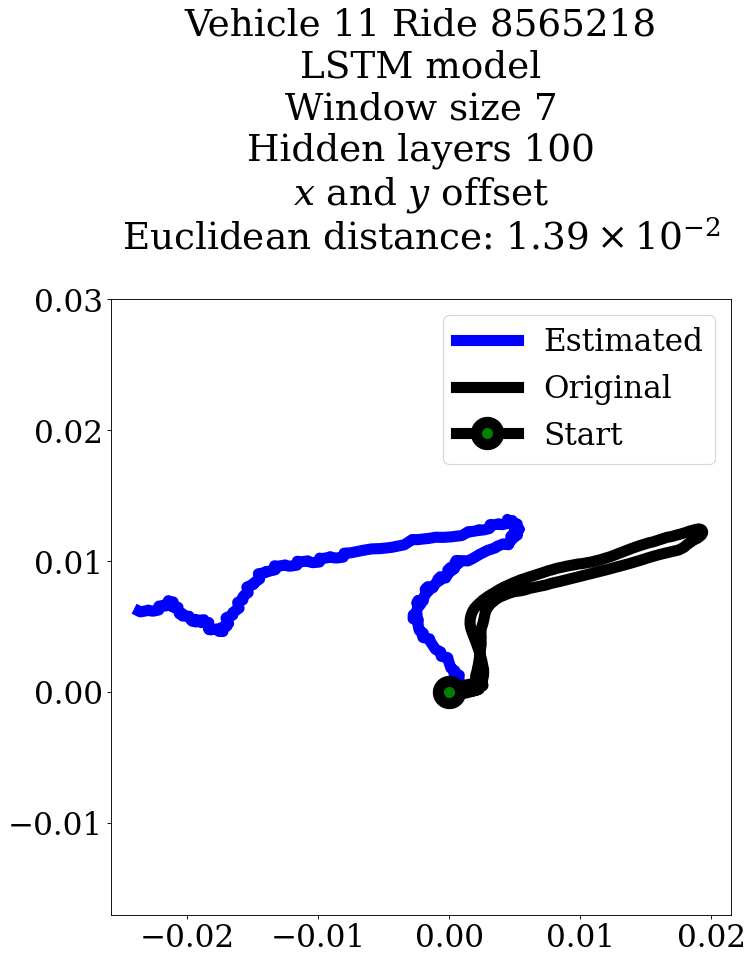 Vehicle 11 Ride 8565218
LSTM model
Window size 7
Hidden layers 100
x and y offset
Euclidean distance: 1.39 × 10⁻²
0.03
Estimated
Original
Start
0.02
0.01
0.00
−0.01
−0.02 −0.01 0.00 0.01 0.02